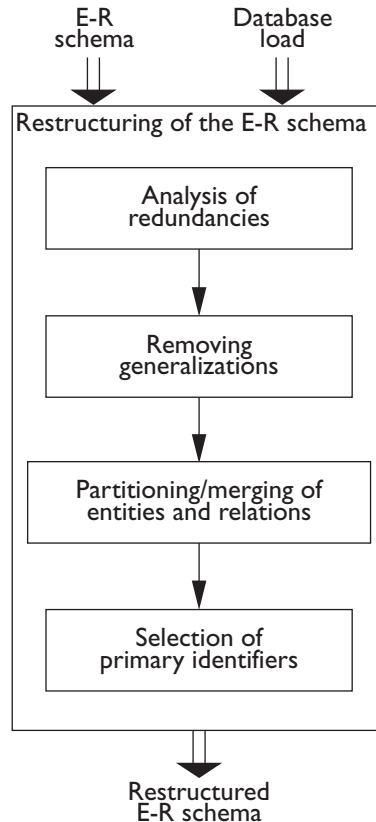 E-R
schema
Database
load
Restructuring of the E-R schema
Analysis of
redundancies
Removing
generalizations
Partitioning/merging of
entities and relations
Selection of
primary identifiers
Restructured
E-R schema